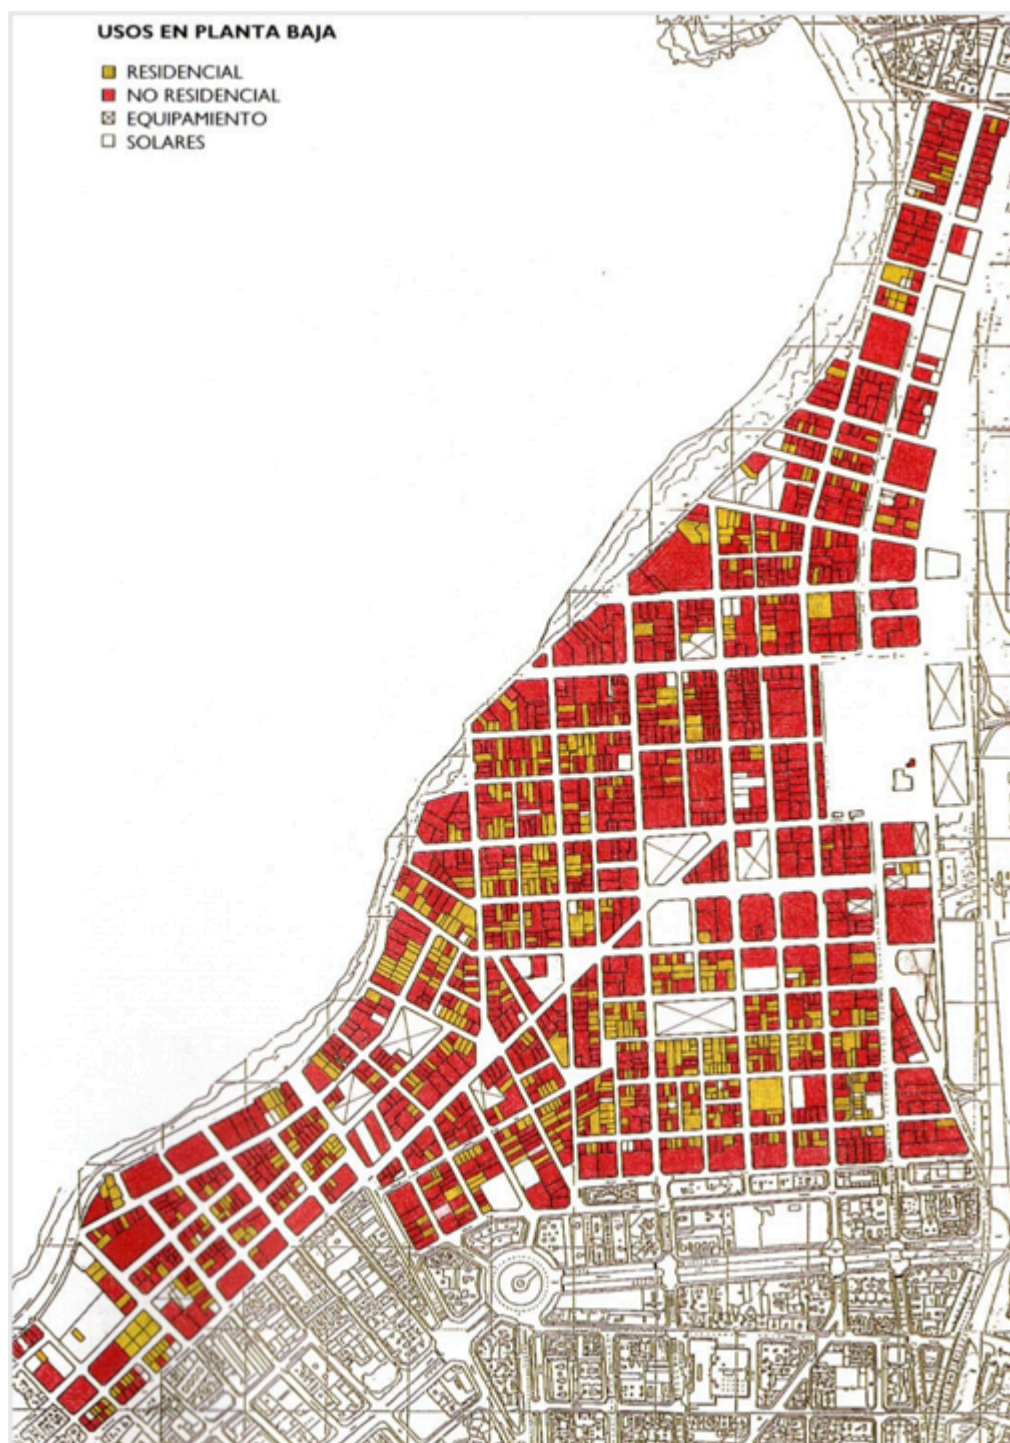 USOS EN PLANTA BAJA
RESIDENCIAL
NO RESIDENCIAL
EQUIPAMIENTO
SOLARES